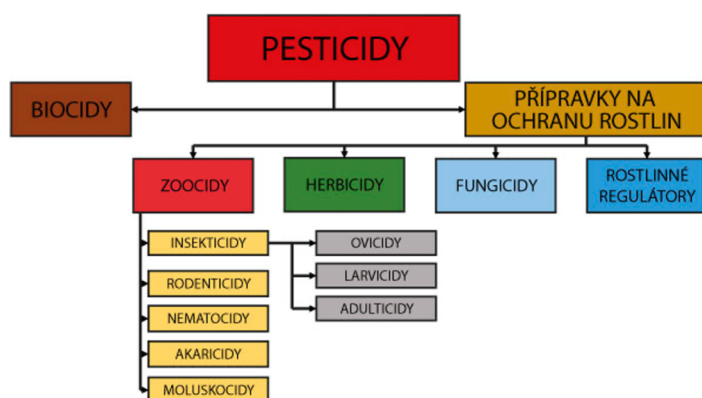 PESTICIDY
BIOCIDY
PŘÍPRAVKY NA
OCHRANU ROSTLIN
ZOOCIDY
HERBICIDY
FUNGICIDY
ROSTLINNÉ
REGULÁTORY
INSEKTICIDY
OVICIDY
RODENTICIDY
LARVICIDY
NEMATOCIDY
ADULTICIDY
AKARICIDY
MOLUSKOCIDY